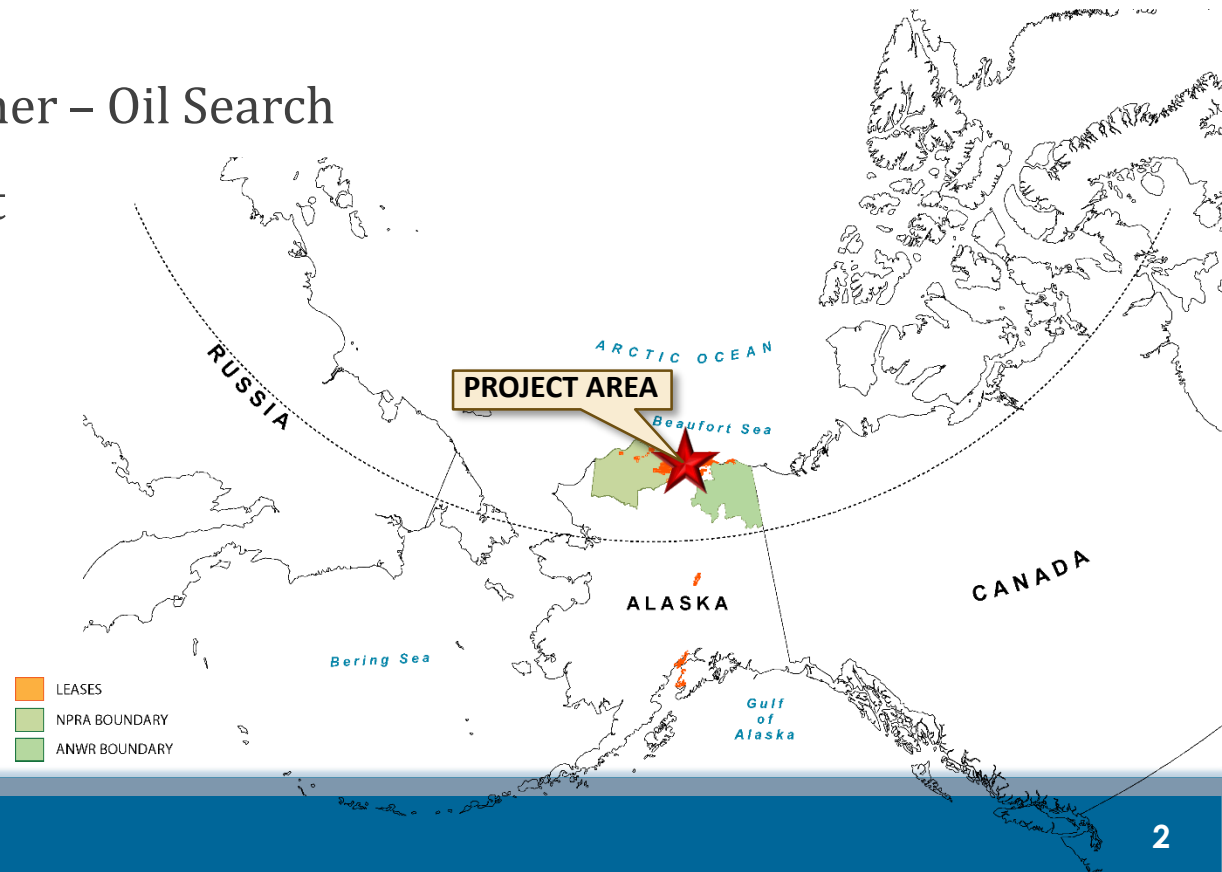 ner – Oil Search
t
ARCTIC OCEAN
RUSSIA
PROJECT AREA
Beaufort Sea
CANADA
ALASKA
Bering Sea
LEASES
NPRA BOUNDARY
ANWR BOUNDARY
Gulf
of
Alaska
2